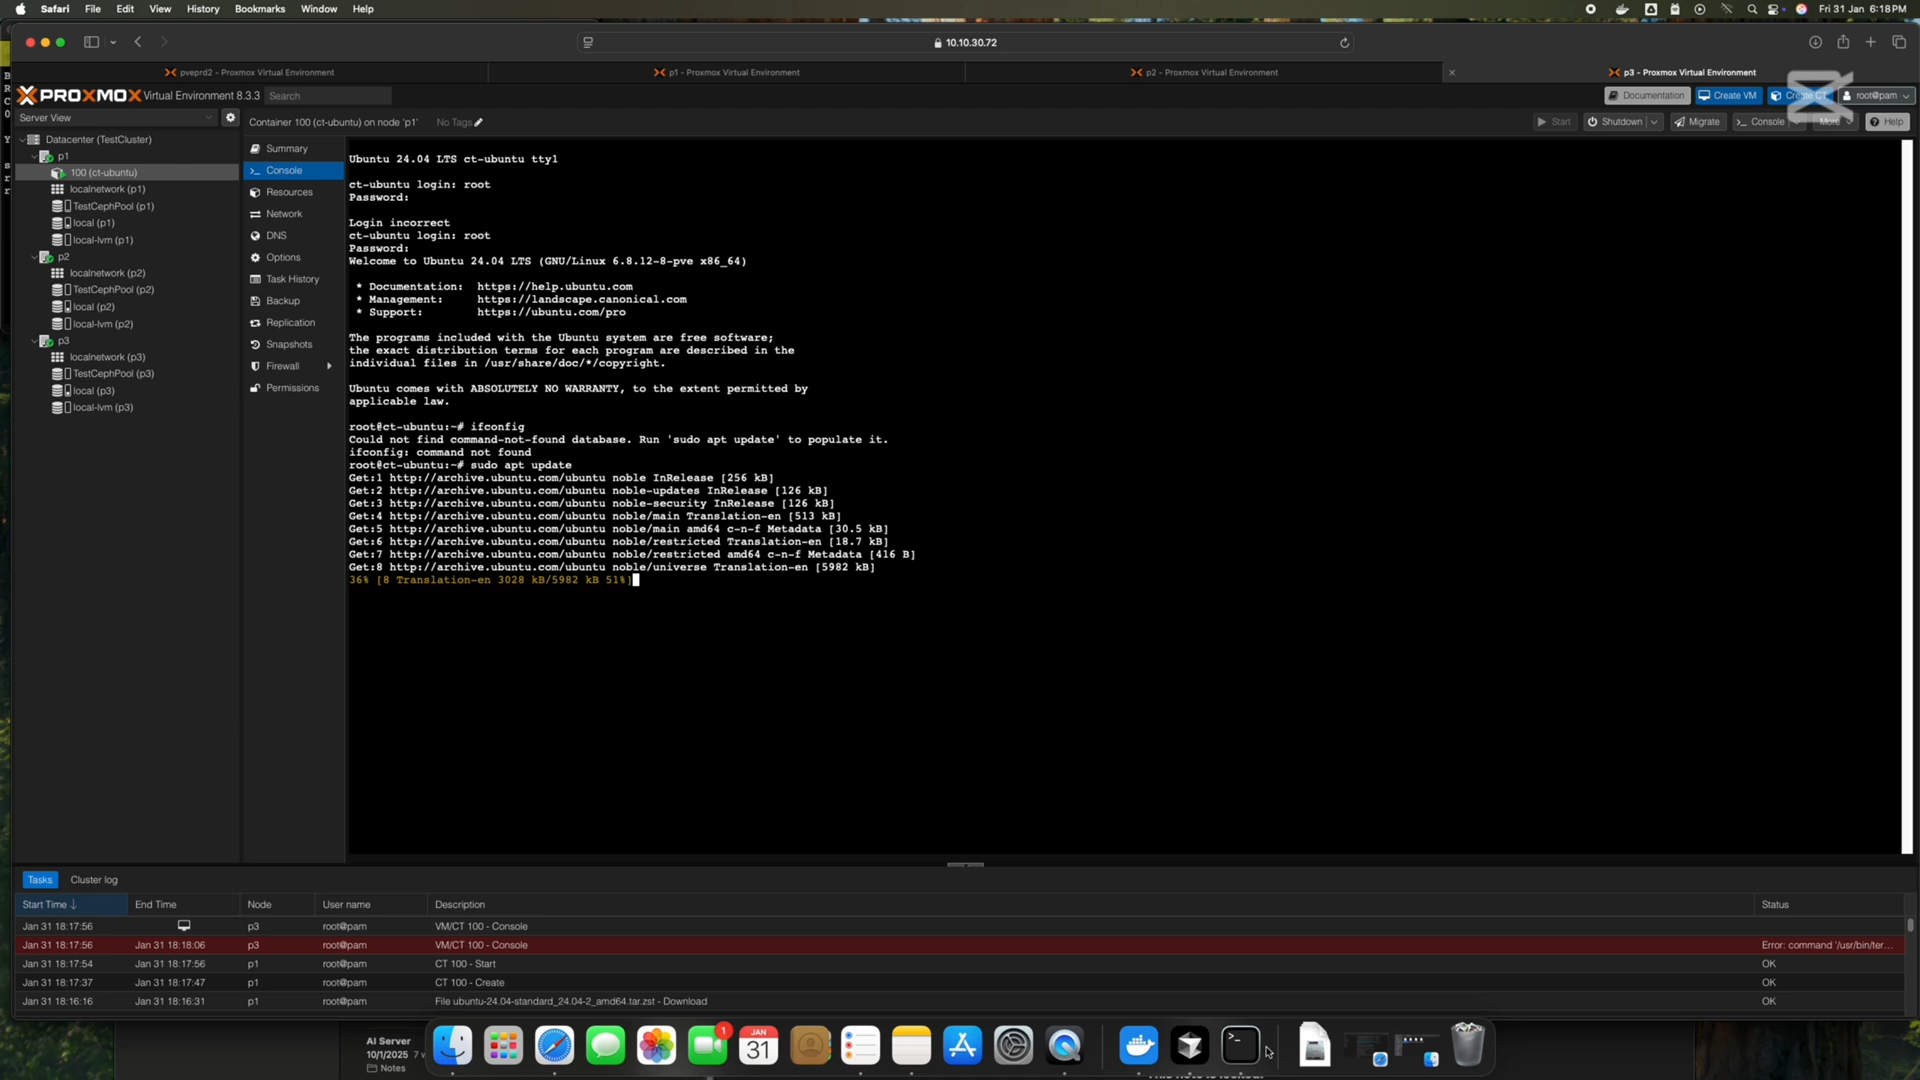 Safari File Edit View History Bookmarks Window Help
Fri 31 Jan 6:18PM
10.10.30.72
pveprd2 - Proxmox Virtual Environment
p1 - Proxmox Virtual Environment
p2 - Proxmox Virtual Environment
p3 - Proxmox Virtual Environment
PROXMOX Virtual Environment 8.3.3 Search
Documentation Create VM Create CT root@pam
Server View
Container 100 (ct-ubuntu) on node 'p1' No Tags
Start Shutdown Migrate Console More Help
Datacenter (TestCluster)
p1
100 (ct-ubuntu)
localnetwork (p1)
TestCephPool (p1)
local (p1)
local-lvm (p1)
p2
localnetwork (p2)
TestCephPool (p2)
local (p2)
local-lvm (p2)
p3
localnetwork (p3)
TestCephPool (p3)
local (p3)
local-lvm (p3)
Summary
Console
Resources
Network
DNS
Options
Task History
Backup
Replication
Snapshots
Firewall
Permissions
Ubuntu 24.04 LTS ct-ubuntu tty1
ct-ubuntu login: root
Password:
Login incorrect
ct-ubuntu login: root
Password:
Welcome to Ubuntu 24.04 LTS (GNU/Linux 6.8.12-8-pve x86_64)
* Documentation: https://help.ubuntu.com
* Management: https://landscape.canonical.com
* Support: https://ubuntu.com/pro
The programs included with the Ubuntu system are free software;
the exact distribution terms for each program are described in the
individual files in /usr/share/doc/*/copyright.
Ubuntu comes with ABSOLUTELY NO WARRANTY, to the extent permitted by
applicable law.
root@ct-ubuntu:~# ifconfig
Could not find command-not-found database. Run 'sudo apt update' to populate it.
ifconfig: command not found
root@ct-ubuntu:~# sudo apt update
Get:1 http://archive.ubuntu.com/ubuntu noble InRelease [256 kB]
Get:2 http://archive.ubuntu.com/ubuntu noble-updates InRelease [126 kB]
Get:3 http://archive.ubuntu.com/ubuntu noble-security InRelease [126 kB]
Get:4 http://archive.ubuntu.com/ubuntu noble/main Translation-en [513 kB]
Get:5 http://archive.ubuntu.com/ubuntu noble/main amd64 c-n-f Metadata [30.5 kB]
Get:6 http://archive.ubuntu.com/ubuntu noble/restricted Translation-en [18.7 kB]
Get:7 http://archive.ubuntu.com/ubuntu noble/restricted amd64 c-n-f Metadata [416 B]
Get:8 http://archive.ubuntu.com/ubuntu noble/universe Translation-en [5982 kB]
36% [8 Translation-en 3028 kB/5982 kB 51%]
Tasks Cluster log
Start Time End Time Node User name Description Status
Jan 31 18:17:56 p3 root@pam VM/CT 100 - Console
Jan 31 18:17:56 Jan 31 18:18:06 p3 root@pam VM/CT 100 - Console Error: command '/usr/bin/ter...
Jan 31 18:17:54 Jan 31 18:17:56 p1 root@pam CT 100 - Start OK
Jan 31 18:17:37 Jan 31 18:17:47 p1 root@pam CT 100 - Create OK
Jan 31 18:16:16 Jan 31 18:16:31 p1 root@pam File ubuntu-24.04-standard_24.04-2_amd64.tar.zst - Download OK
AI Server
10/1/2025
Notes
1
JAN
31